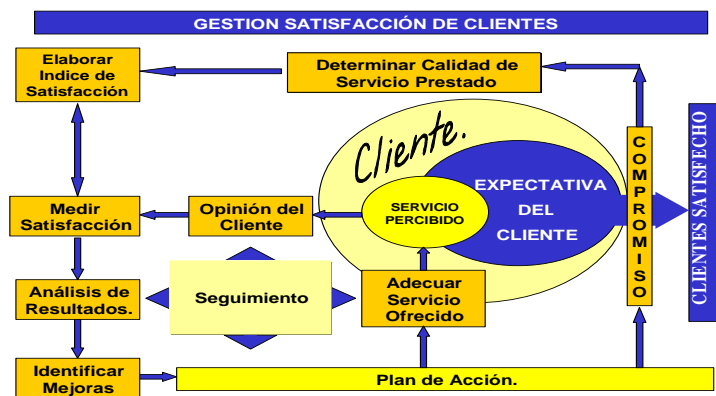 GESTION SATISFACCIÓN DE CLIENTES
Elaborar
Indice de
Satisfacción
Determinar Calidad de
Servicio Prestado
Cliente.
COMPROMISO
CLIENTES SATISFECHO
EXPECTATIVA
DEL
CLIENTE
SERVICIO
PERCIBIDO
Medir
Satisfacción
Opinión del
Cliente
Análisis de
Resultados.
Seguimiento
Adecuar
Servicio
Ofrecido
Identificar
Mejoras
Plan de Acción.